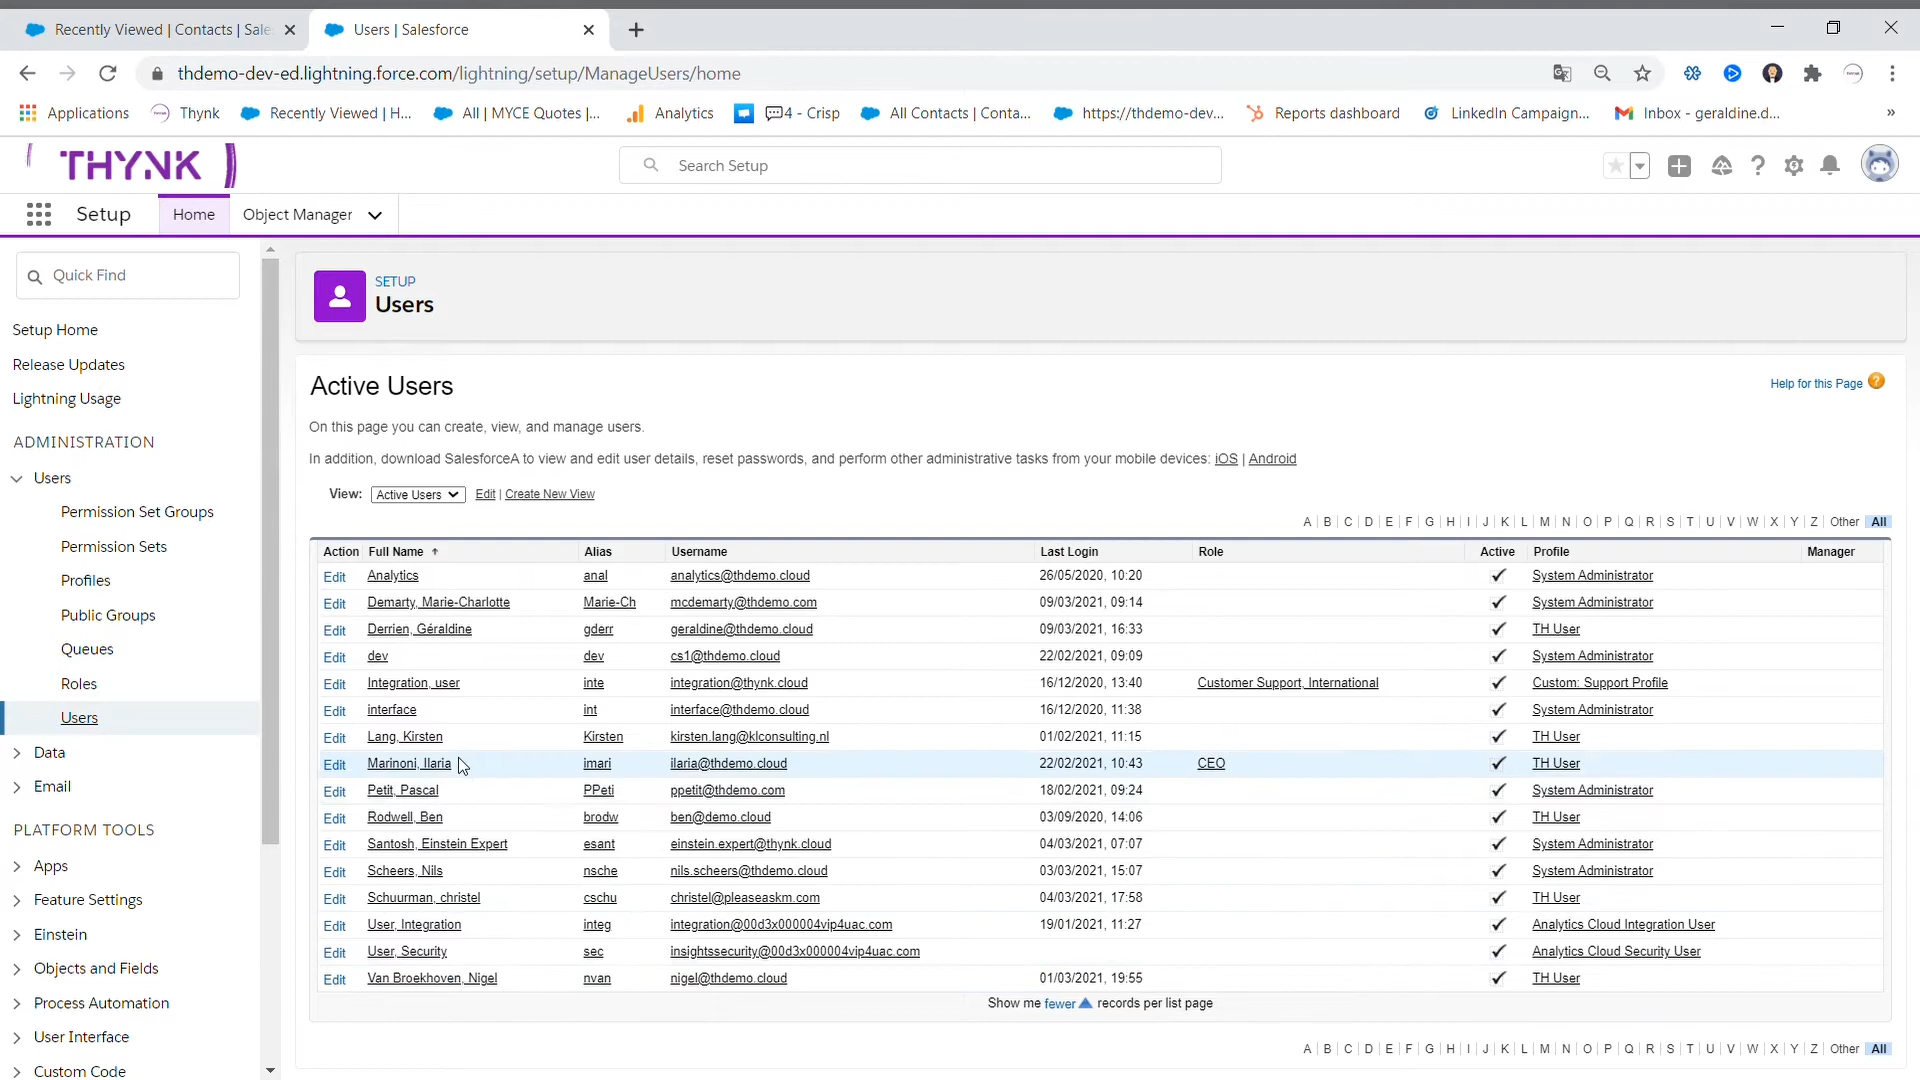 Recently Viewed | Contacts | Sale
Users | Salesforce
thdemo-dev-ed.lightning.force.com/lightning/setup/ManageUsers/home
Applications Thynk Recently Viewed | H... All | MYCE Quotes |... Analytics 4 - Crisp All Contacts | Conta... https://thdemo-dev... Reports dashboard LinkedIn Campaign... Inbox - geraldine.d... »
THYNK
Search Setup
Setup Home Object Manager
Quick Find
Setup Home
Release Updates
Lightning Usage
ADMINISTRATION
Users
Permission Set Groups
Permission Sets
Profiles
Public Groups
Queues
Roles
Users
Data
Email
PLATFORM TOOLS
Apps
Feature Settings
Einstein
Objects and Fields
Process Automation
User Interface
Custom Code
SETUP
Users
Active Users
Help for this Page ?
On this page you can create, view, and manage users.
In addition, download SalesforceA to view and edit user details, reset passwords, and perform other administrative tasks from your mobile devices: iOS | Android
View: Active Users Edit | Create New View
A | B | C | D | E | F | G | H | I | J | K | L | M | N | O | P | Q | R | S | T | U | V | W | X | Y | Z | Other All
Action Full Name ↑ Alias Username Last Login Role Active Profile Manager
Edit Analytics anal analytics@thdemo.cloud 26/05/2020, 10:20 ✓ System Administrator
Edit Demarty, Marie-Charlotte Marie-Ch mcdemarty@thdemo.com 09/03/2021, 09:14 ✓ System Administrator
Edit Derrien, Géraldine gderr geraldine@thdemo.cloud 09/03/2021, 16:33 ✓ TH User
Edit dev dev cs1@thdemo.cloud 22/02/2021, 09:09 ✓ System Administrator
Edit Integration, user inte integration@thynk.cloud 16/12/2020, 13:40 Customer Support, International ✓ Custom: Support Profile
Edit interface int interface@thdemo.cloud 16/12/2020, 11:38 ✓ System Administrator
Edit Lang, Kirsten Kirsten kirsten.lang@klconsulting.nl 01/02/2021, 11:15 ✓ TH User
Edit Marinoni, Ilaria imari ilaria@thdemo.cloud 22/02/2021, 10:43 CEO ✓ TH User
Edit Petit, Pascal PPeti ppetit@thdemo.com 18/02/2021, 09:24 ✓ System Administrator
Edit Rodwell, Ben brodw ben@demo.cloud 03/09/2020, 14:06 ✓ TH User
Edit Santosh, Einstein Expert esant einstein.expert@thynk.cloud 04/03/2021, 07:07 ✓ System Administrator
Edit Scheers, Nils nsche nils.scheers@thdemo.cloud 03/03/2021, 15:07 ✓ System Administrator
Edit Schuurman, christel cschu christel@pleaseaskm.com 04/03/2021, 17:58 ✓ TH User
Edit User, Integration integ integration@00d3x000004vip4uac.com 19/01/2021, 11:27 ✓ Analytics Cloud Integration User
Edit User, Security sec insightssecurity@00d3x000004vip4uac.com ✓ Analytics Cloud Security User
Edit Van Broekhoven, Nigel nvan nigel@thdemo.cloud 01/03/2021, 19:55 ✓ TH User
Show me fewer ▲ records per list page
A | B | C | D | E | F | G | H | I | J | K | L | M | N | O | P | Q | R | S | T | U | V | W | X | Y | Z | Other All